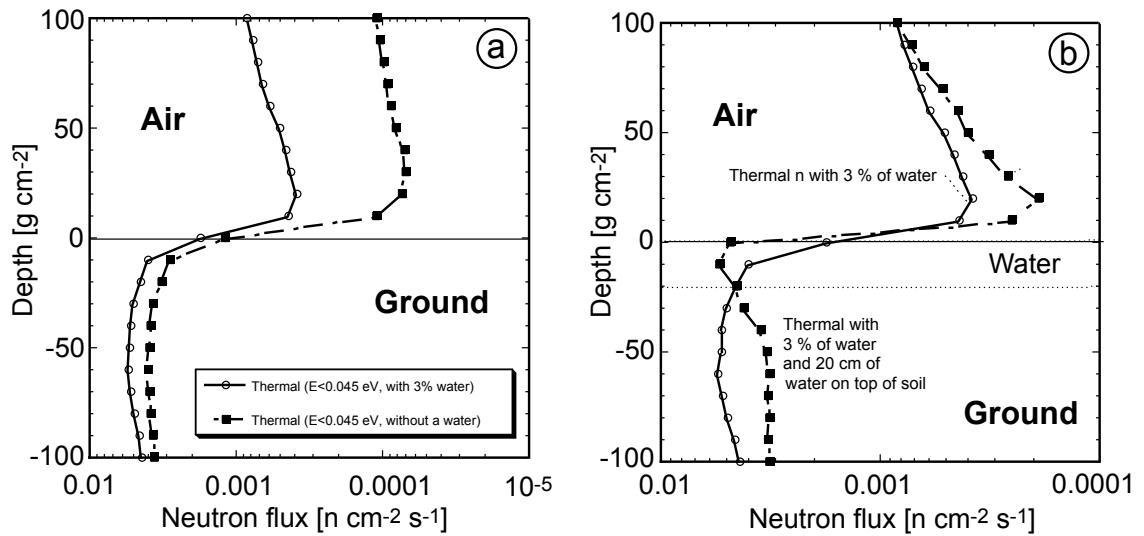 100
50
0
-50
-100
Depth [g cm-2]
a
Air
Ground
Thermal (E<0.045 eV, with 3% water)
Thermal (E<0.045 eV, without a water)
0.01
0.001
0.0001
10-5
Neutron flux [n cm-2 s-1]
100
50
0
-50
-100
Depth [g cm-2]
b
Air
Thermal n with 3 % of water
Water
Thermal with
3 % of water
and 20 cm of
water on top of soil
Ground
0.01
0.001
0.0001
Neutron flux [n cm-2 s-1]